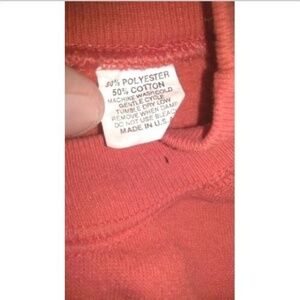 50% POLYESTER
50% COTTON
MACHINE WASH COLD
GENTLE CYCLE
TUMBLE DRY LOW
REMOVE WHEN DAMP
DO NOT USE BLEAC
MADE IN U.S.